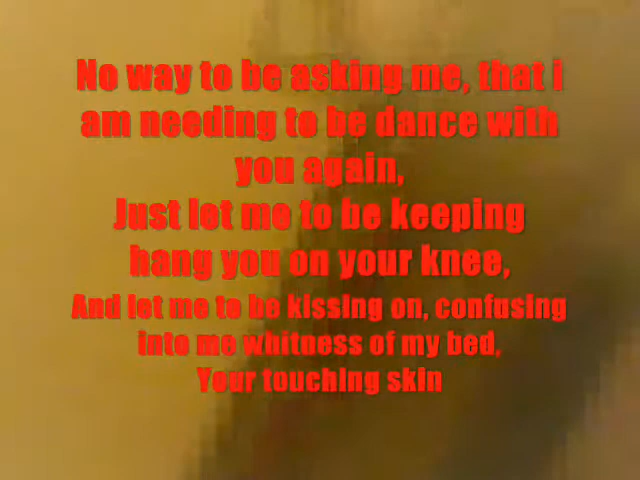 No way to be asking me, that i
am needing to be dance with
you again,
Just let me to be keeping
hang you on your knee,
And let me to be kissing on, confusing
into me whitness of my bed,
Your touching skin